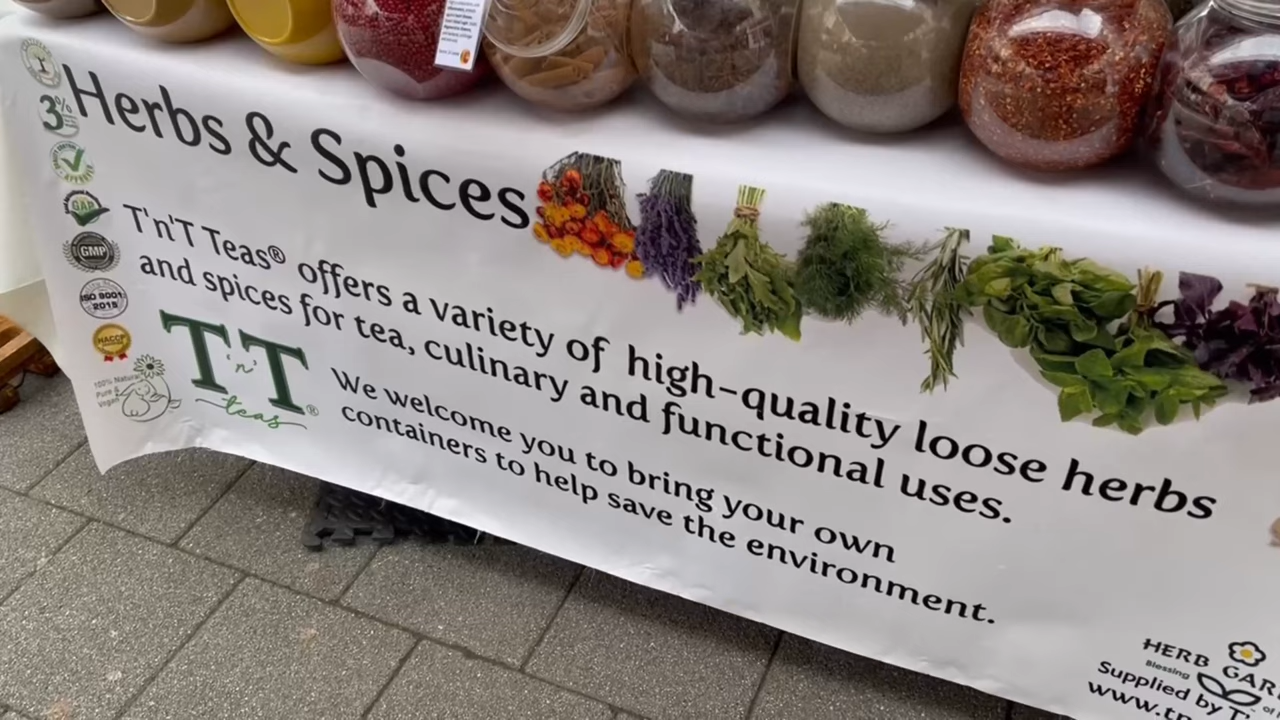 Herbs & Spices
T'n'T Teas® offers a variety of high-quality loose herbs
and spices for tea, culinary and functional uses.
We welcome you to bring your own
containers to help save the environment.
3%
APPROVED
GAP
GMP
ISO 9001
2015
HACCP
100% Natural
Pure &
Vegan
T'n'T
teas®
HERB GAR
Blessing
Supplied by T
www.t